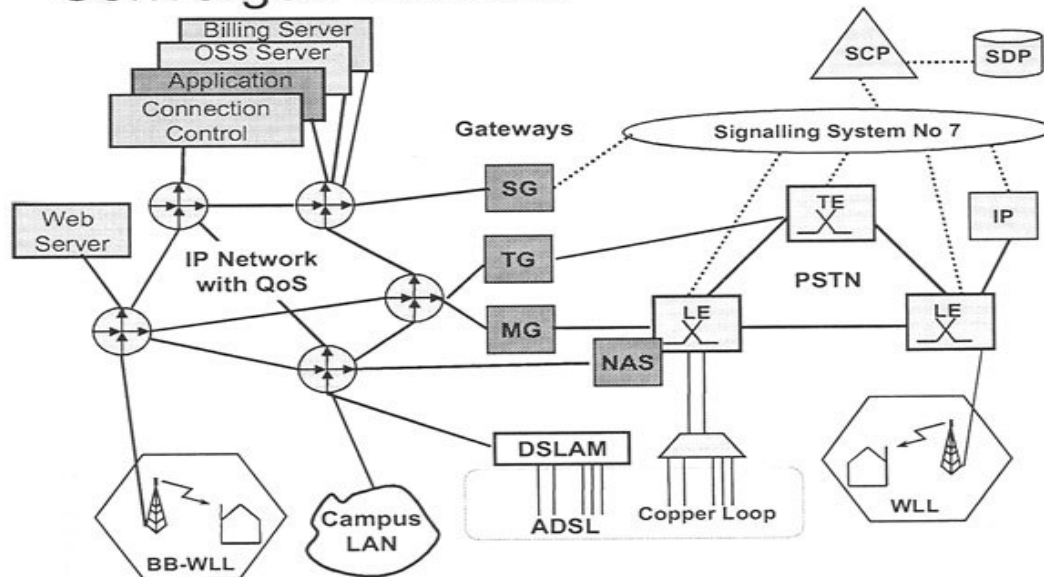 Billing Server
OSS Server
Application
Connection
Control
Gateways
SCP
SDP
Signalling System No 7
SG
TE
IP
Web
Server
IP Network
with QoS
TG
PSTN
MG
LE
LE
NAS
DSLAM
ADSL
Copper Loop
WLL
Campus
LAN
BB-WLL